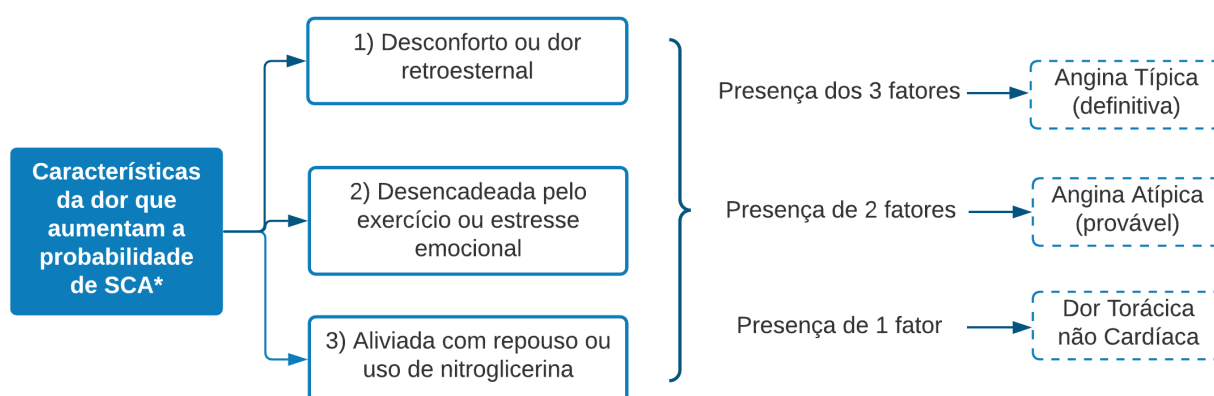 Características
da dor que
aumentam a
probabilidade
de SCA*
1) Desconforto ou dor
retroesternal
2) Desencadeada pelo
exercício ou estresse
emocional
3) Aliviada com repouso ou
uso de nitroglicerina
Presença dos 3 fatores
Angina Típica
(definitiva)
Presença de 2 fatores
Angina Atípica
(provável)
Presença de 1 fator
Dor Torácica
não Cardíaca